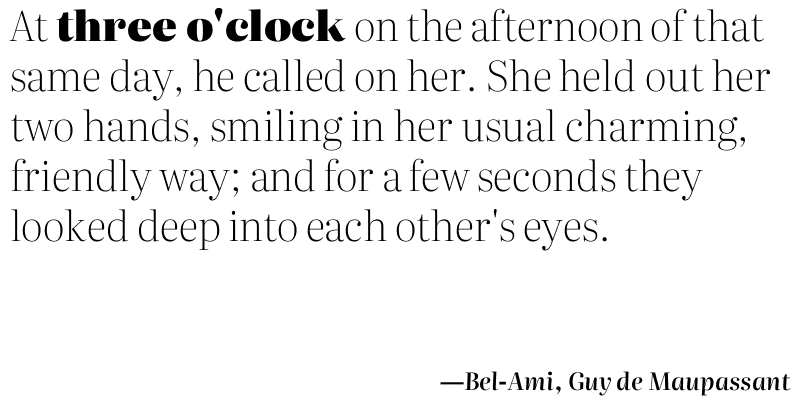 At three o'clock on the afternoon of that
same day, he called on her. She held out her
two hands, smiling in her usual charming,
friendly way; and for a few seconds they
looked deep into each other's eyes.
—Bel-Ami, Guy de Maupassant